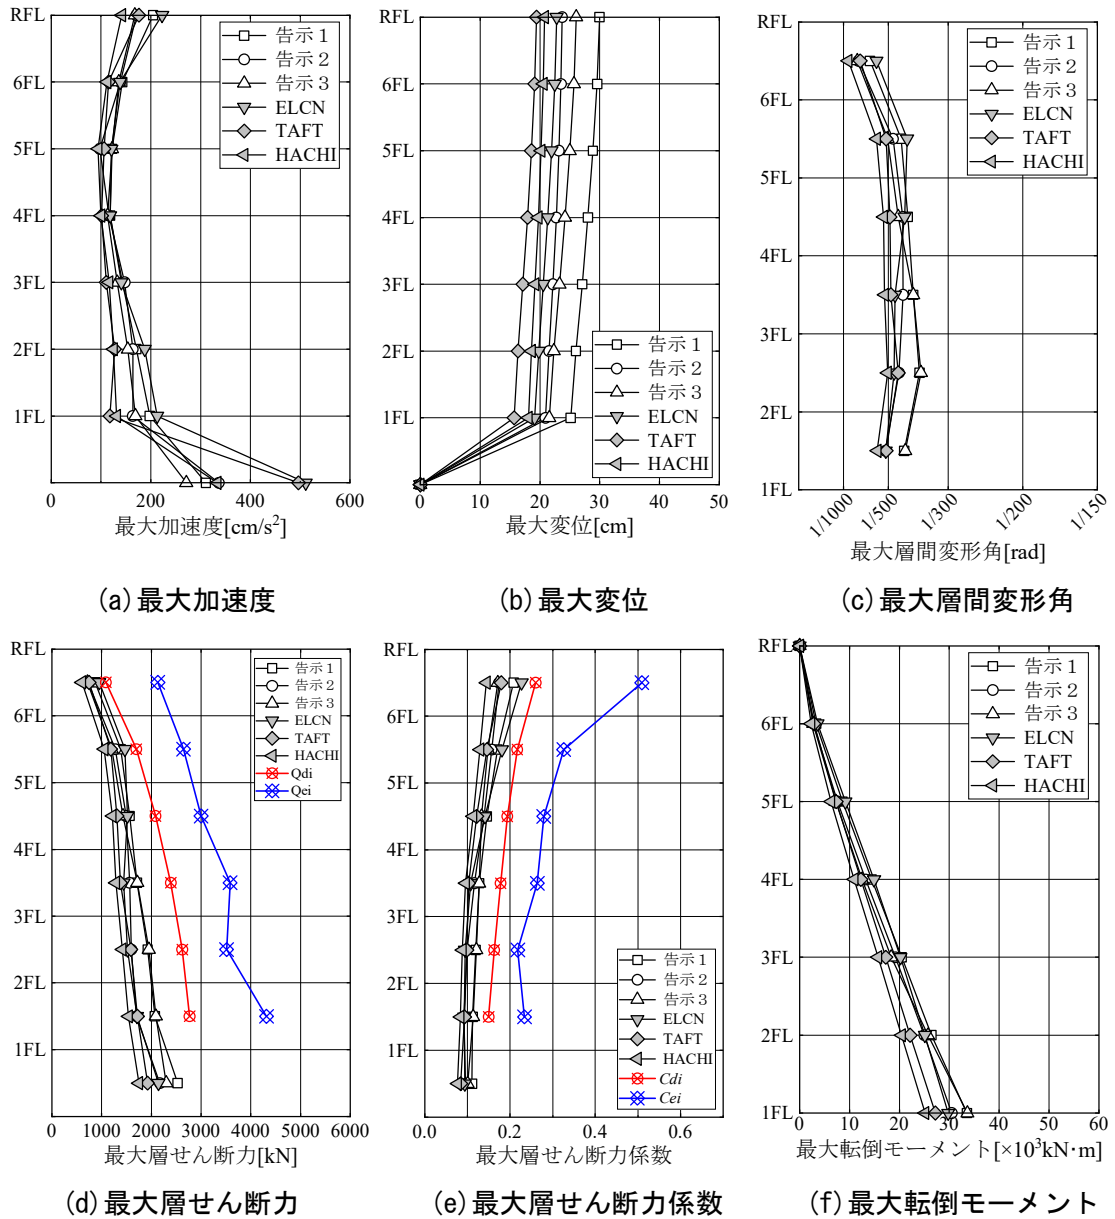 RFL
6FL
5FL
4FL
3FL
2FL
1FL
告示1
告示2
告示3
ELCN
TAFT
HACHI
0 200 400 600
最大加速度[cm/s²]
(a)最大加速度
RFL
6FL
5FL
4FL
3FL
2FL
1FL
告示1
告示2
告示3
ELCN
TAFT
HACHI
0 10 20 30 40 50
最大変位[cm]
(b)最大変位
RFL
6FL
5FL
4FL
3FL
2FL
1FL
告示1
告示2
告示3
ELCN
TAFT
HACHI
1/1000 1/500 1/300 1/200 1/150
最大層間変形角[rad]
(c)最大層間変形角
RFL
6FL
5FL
4FL
3FL
2FL
1FL
告示1
告示2
告示3
ELCN
TAFT
HACHI
Qdi
Qei
0 1000 2000 3000 4000 5000 6000
最大層せん断力[kN]
(d)最大層せん断力
RFL
6FL
5FL
4FL
3FL
2FL
1FL
告示1
告示2
告示3
ELCN
TAFT
HACHI
Cdi
Cei
0.0 0.2 0.4 0.6
最大層せん断力係数
(e)最大層せん断力係数
RFL
6FL
5FL
4FL
3FL
2FL
1FL
告示1
告示2
告示3
ELCN
TAFT
HACHI
0 10 20 30 40 50 60
最大転倒モーメント[×10³kN·m]
(f)最大転倒モーメント